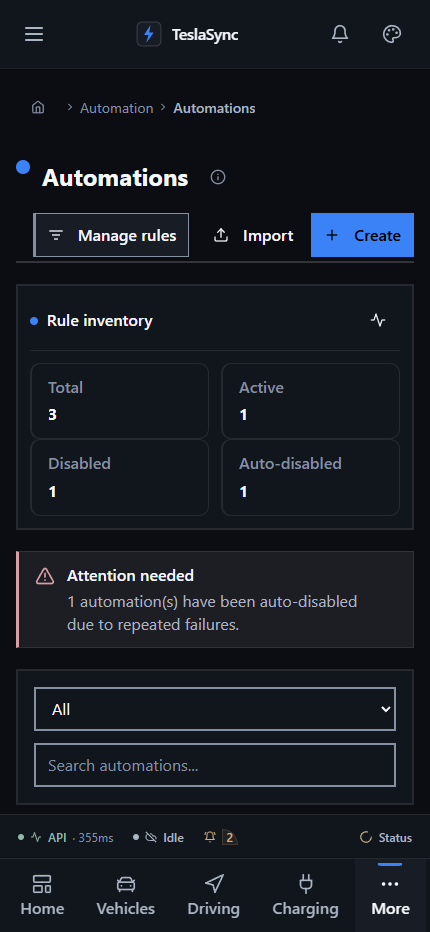 TeslaSync
Automation
Automations
Automations
Manage rules
Import
Create
Rule inventory
Total
3
Active
1
Disabled
1
Auto-disabled
1
Attention needed
1 automation(s) have been auto-disabled
due to repeated failures.
All
Search automations...
API · 355ms
Idle
2
Status
Home
Vehicles
Driving
Charging
More